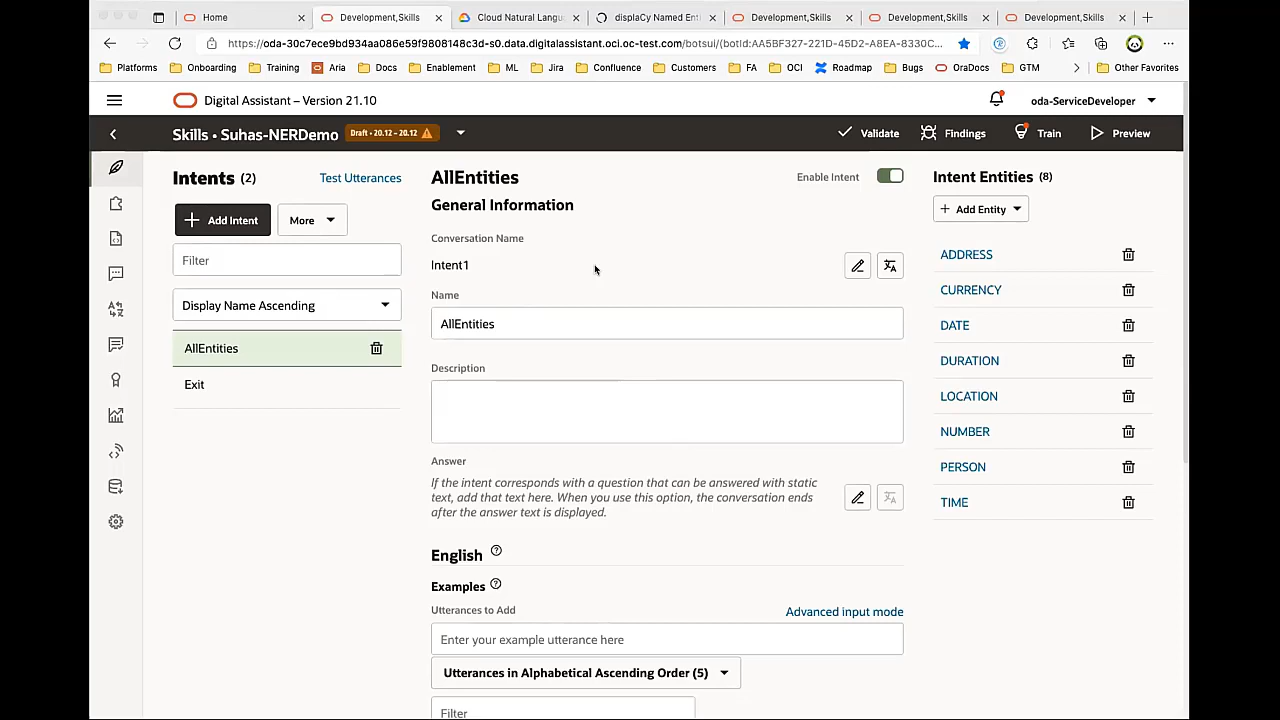 Home
Development,Skills
Cloud Natural Langu
displaCy Named Ent
Development,Skills
Development,Skills
Development,Skills
https://oda-30c7ece9bd934aa086e59f9808148c3d-s0.data.digitalassistant.oci.oc-test.com/botsui/(botId:AA5BF327-221D-45D2-A8EA-8330C...
Platforms Onboarding Training Aria Docs Enablement ML Jira Confluence Customers FA OCI Roadmap Bugs OraDocs GTM Other Favorites
Digital Assistant – Version 21.10
oda-ServiceDeveloper
Skills • Suhas-NERDemo
Draft • 20.12 – 20.12
Validate Findings Train Preview
Intents (2)
Test Utterances
Add Intent
More
Filter
Display Name Ascending
AllEntities
Exit
AllEntities
Enable Intent
General Information
Conversation Name
Intent1
Name
AllEntities
Description
Answer
If the intent corresponds with a question that can be answered with static
text, add that text here. When you use this option, the conversation ends
after the answer text is displayed.
English
Examples
Utterances to Add
Advanced input mode
Enter your example utterance here
Utterances in Alphabetical Ascending Order (5)
Filter
Intent Entities (8)
Add Entity
ADDRESS
CURRENCY
DATE
DURATION
LOCATION
NUMBER
PERSON
TIME